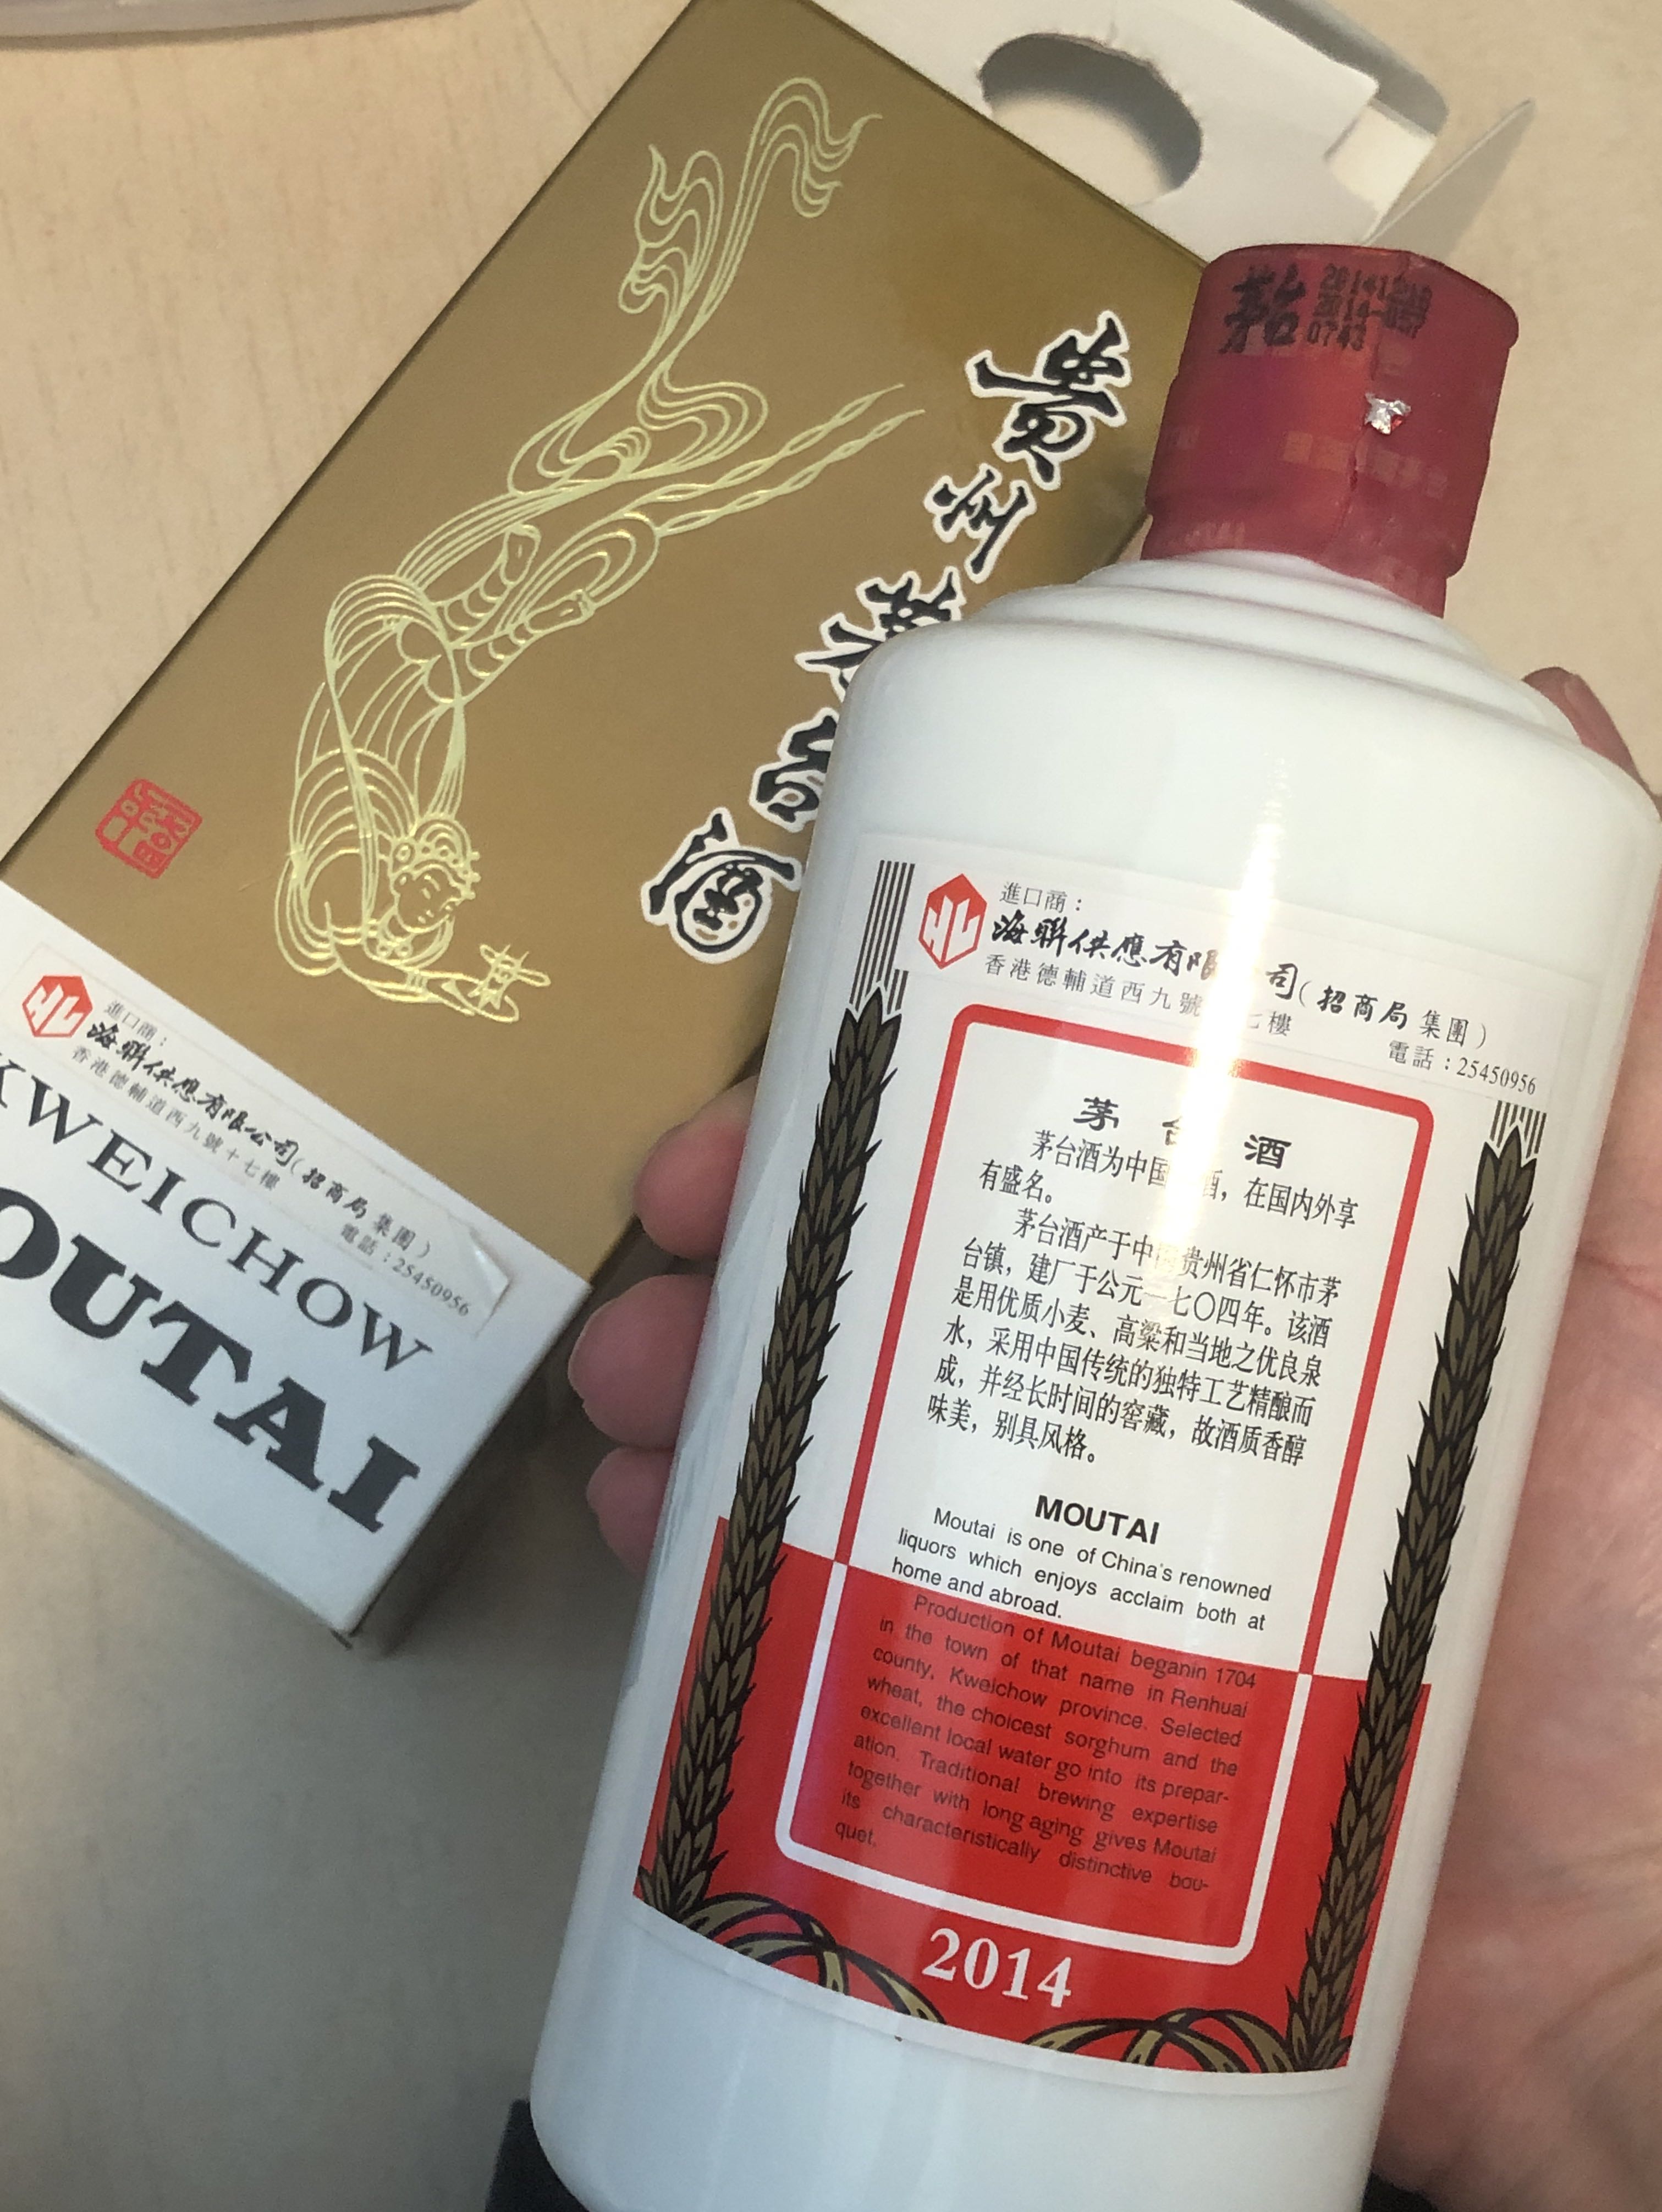 貴州茅台酒
進口商：
海聯供應有限公司(招商局集團)
香港德輔道西九號十七樓
電話：25450956
KWEICHOW
OUTAI
茅台
0743
進口商：
海聯供應有限 司(招商局集團)
香港德輔道西九號 七樓
電話：25450956
茅台酒
茅台酒为中国 酒，在国内外享
有盛名。
茅台酒产于中国贵州省仁怀市茅
台镇，建厂于公元一七〇四年。该酒
是用优质小麦、高粱和当地之优良泉
水，采用中国传统的独特工艺精酿而
成，并经长时间的窖藏，故酒质香醇
味美，别具风格。
MOUTAI
Moutai is one of China's renowned
liquors which enjoys acclaim both at
home and abroad.
Production of Moutai beganin 1704
in the town of that name in Renhuai
county, Kweichow province. Selected
wheat, the choicest sorghum and the
excellent local water go into its prepar-
ation. Traditional brewing expertise
together with long aging gives Moutai
its characteristically distinctive bou-
quet.
2014